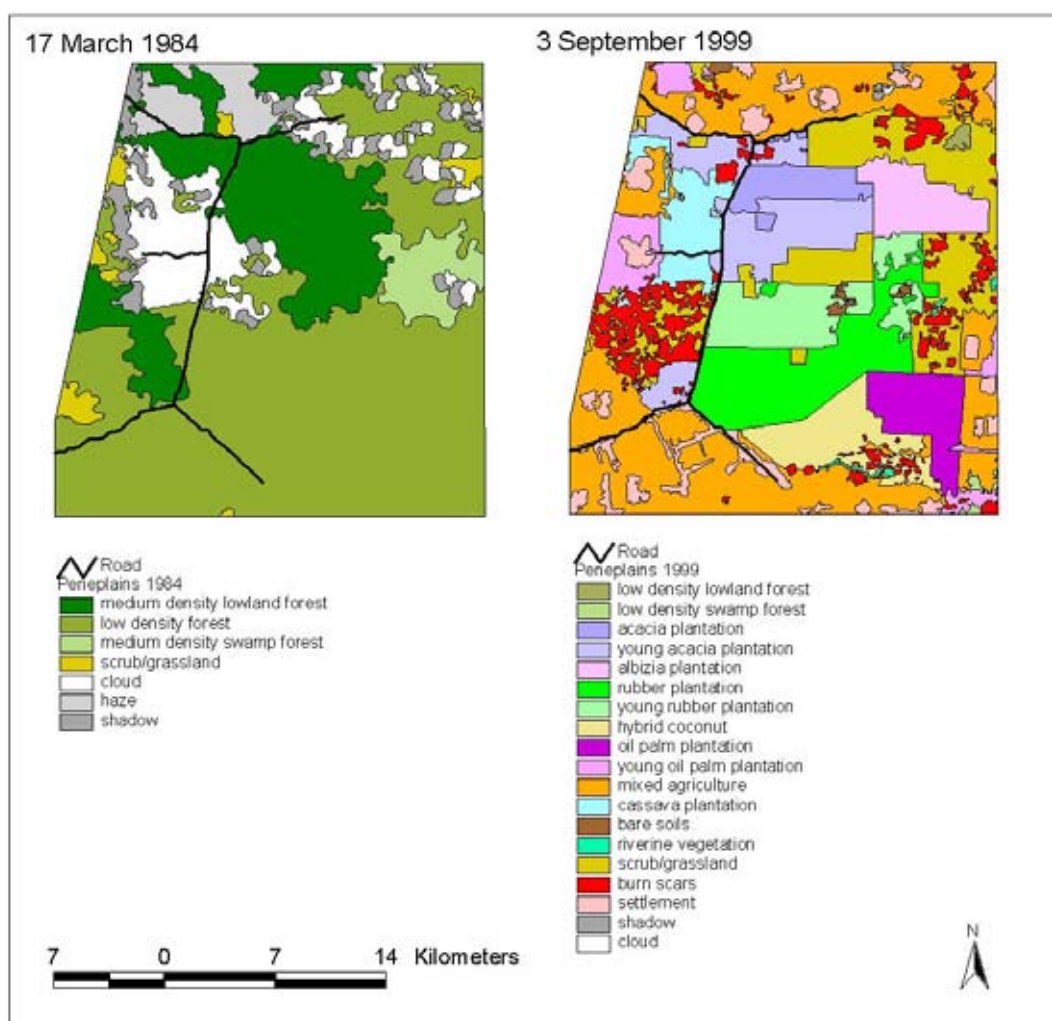 17 March 1984
3 September 1999
Road
Peneplains 1984
medium density lowland forest
low density forest
medium density swamp forest
scrub/grassland
cloud
haze
shadow
Road
Peneplains 1999
low density lowland forest
low density swamp forest
acacia plantation
young acacia plantation
albizia plantation
rubber plantation
young rubber plantation
hybrid coconut
oil palm plantation
young oil palm plantation
mixed agriculture
cassava plantation
bare soils
riverine vegetation
scrub/grassland
burn scars
settlement
shadow
cloud
7 0 7 14 Kilometers
N